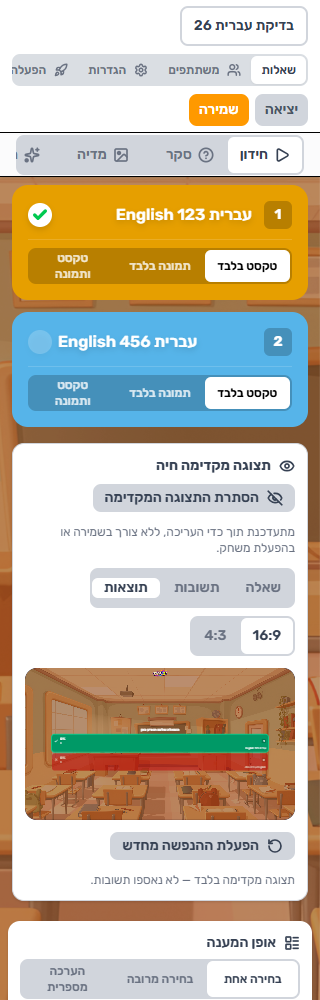 בדיקת עברית 26
שאלות משתתפים הגדרות הפעלה
יציאה שמירה
חידון סקר מדיה
1 עברית English 123
טקסט בלבד תמונה בלבד טקסט ותמונה
2 עברית English 456
טקסט בלבד תמונה בלבד טקסט ותמונה
תצוגה מקדימה חיה
הסתרת התצוגה המקדימה
מתעדכנת תוך כדי העריכה, ללא צורך בשמירה או
בהפעלת משחק.
שאלה תשובות תוצאות
16:9 4:3
הפעלת ההנפשה מחדש
תצוגה מקדימה בלבד — לא נאספו תשובות.
אופן המענה
בחירה אחת בחירה מרובה הערכה מספרית